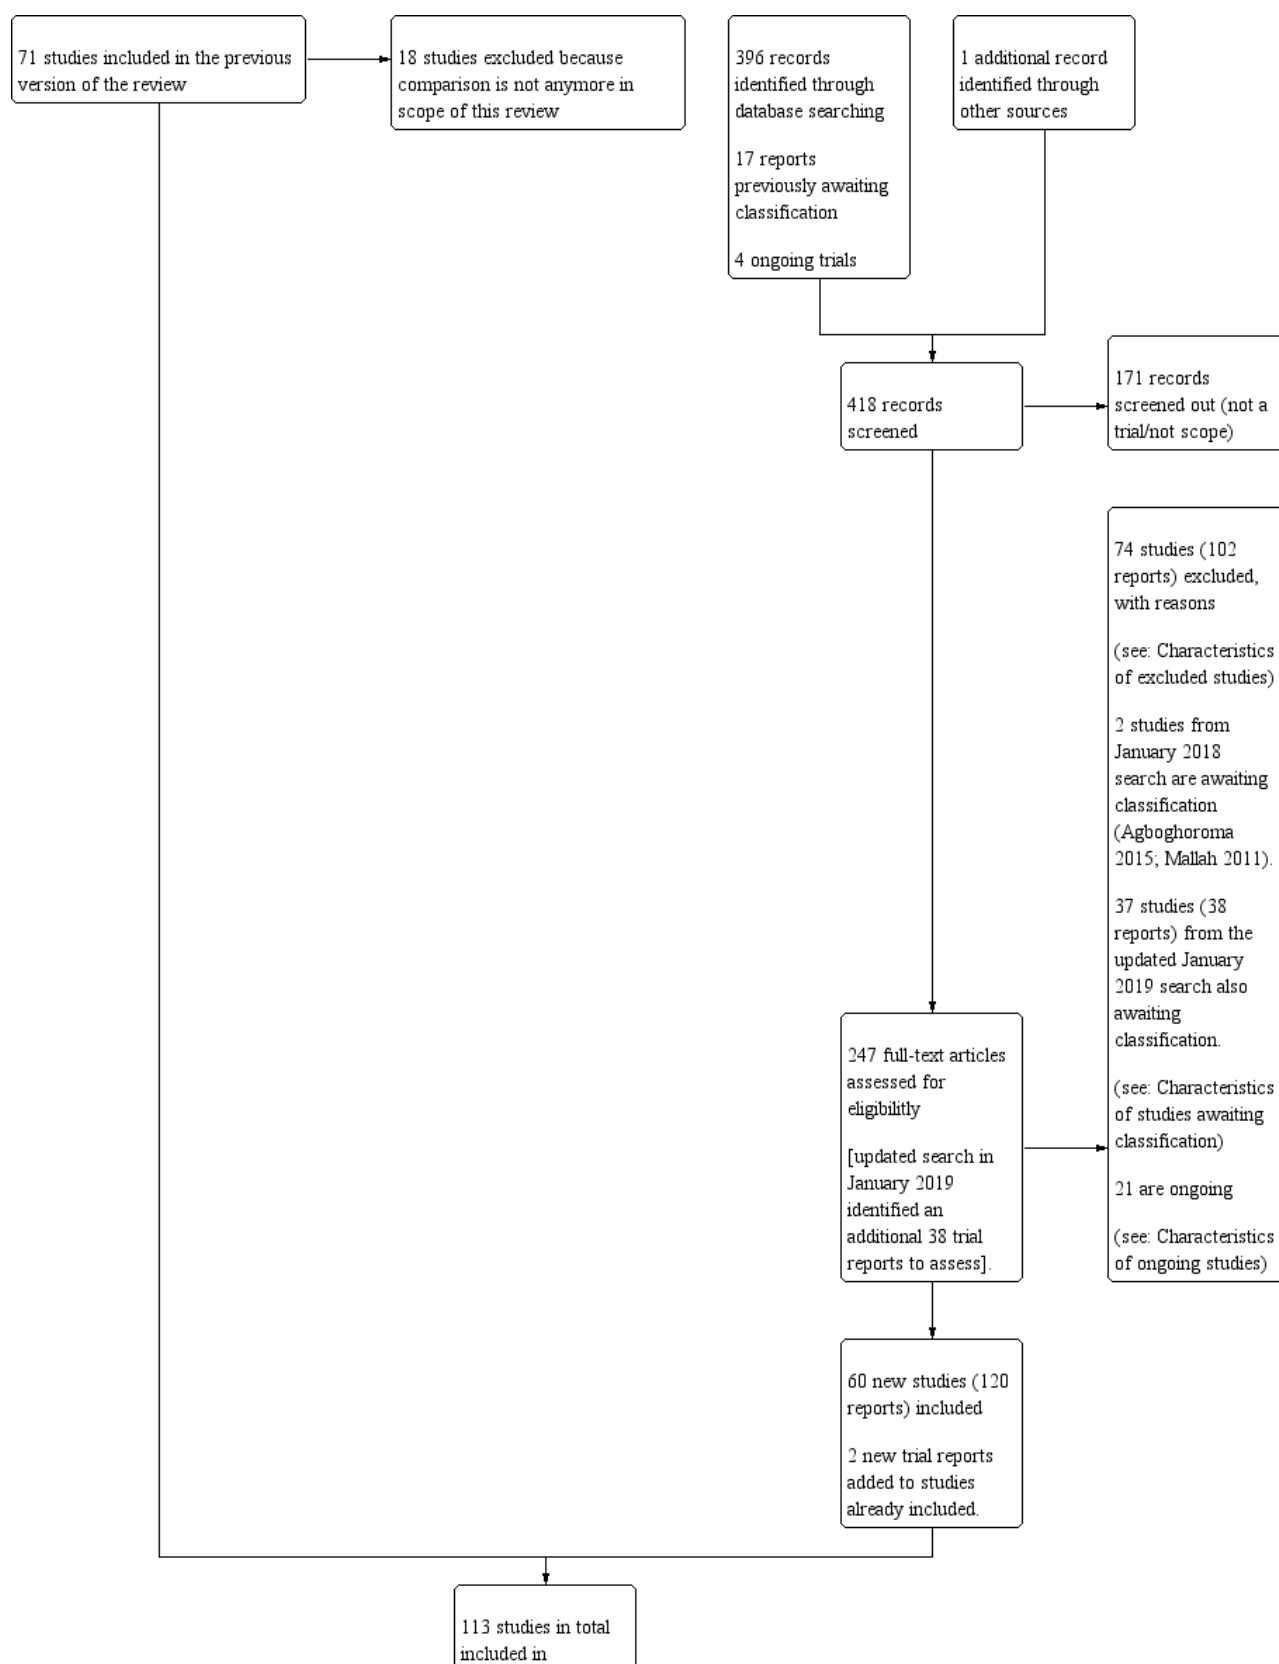 71 studies included in the previous
version of the review
18 studies excluded because
comparison is not anymore in
scope of this review
396 records
identified through
database searching
17 reports
previously awaiting
classification
4 ongoing trials
1 additional record
identified through
other sources
418 records
screened
171 records
screened out (not a
trial/not scope)
74 studies (102
reports) excluded,
with reasons
(see: Characteristics
of excluded studies)
2 studies from
January 2018
search are awaiting
classification
(Agboghoroma
2015; Mallah 2011).
37 studies (38
reports) from the
updated January
2019 search also
awaiting
classification.
(see: Characteristics
of studies awaiting
classification)
21 are ongoing
(see: Characteristics
of ongoing studies)
247 full-text articles
assessed for
eligibilitly
[updated search in
January 2019
identified an
additional 38 trial
reports to assess].
60 new studies (120
reports) included
2 new trial reports
added to studies
already included.
113 studies in total
included in